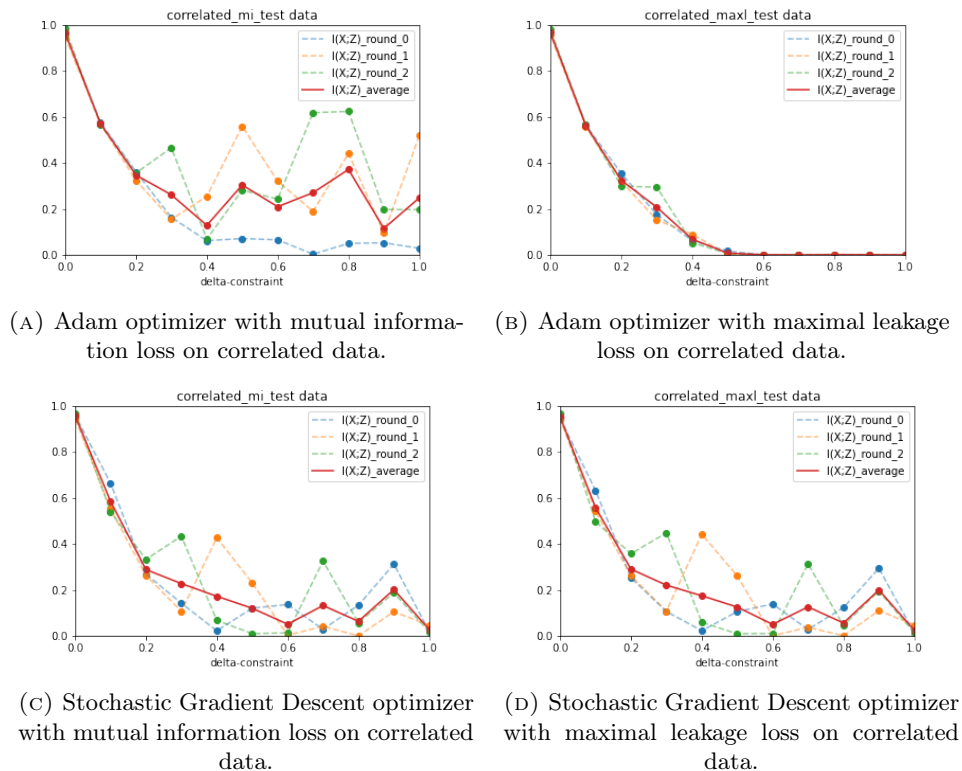 correlated_mi_test data
1.0
0.8
0.6
0.4
0.2
0.0
I(X;Z)_round_0
I(X;Z)_round_1
I(X;Z)_round_2
I(X;Z)_average
0.0 0.2 0.4 0.6 0.8 1.0
delta-constraint
(A) Adam optimizer with mutual informa-
tion loss on correlated data.
correlated_maxl_test data
1.0
0.8
0.6
0.4
0.2
0.0
I(X;Z)_round_0
I(X;Z)_round_1
I(X;Z)_round_2
I(X;Z)_average
0.0 0.2 0.4 0.6 0.8 1.0
delta-constraint
(B) Adam optimizer with maximal leakage
loss on correlated data.
correlated_mi_test data
1.0
0.8
0.6
0.4
0.2
0.0
I(X;Z)_round_0
I(X;Z)_round_1
I(X;Z)_round_2
I(X;Z)_average
0.0 0.2 0.4 0.6 0.8 1.0
delta-constraint
(C) Stochastic Gradient Descent optimizer
with mutual information loss on correlated
data.
correlated_maxl_test data
1.0
0.8
0.6
0.4
0.2
0.0
I(X;Z)_round_0
I(X;Z)_round_1
I(X;Z)_round_2
I(X;Z)_average
0.0 0.2 0.4 0.6 0.8 1.0
delta-constraint
(D) Stochastic Gradient Descent optimizer
with maximal leakage loss on correlated
data.